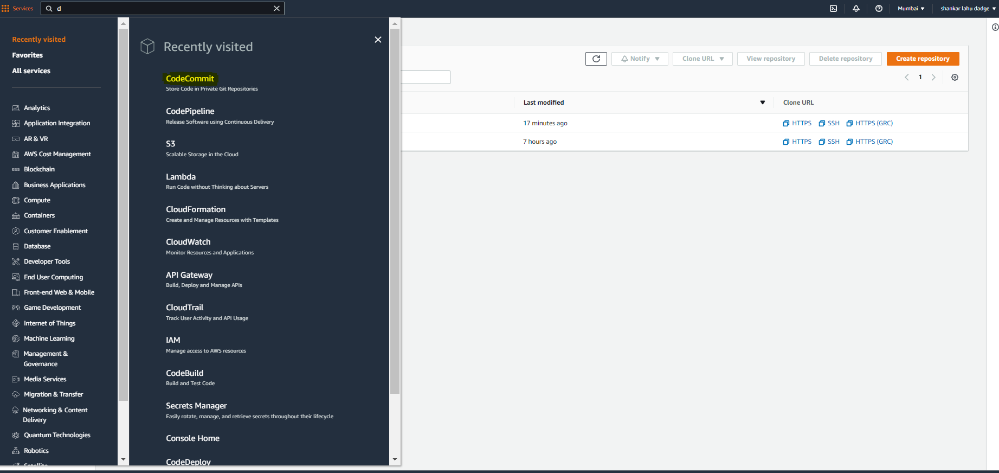 Services
d
Mumbai
shankar lahu dadge
Recently visited
Favorites
All services
Analytics
Application Integration
AR & VR
AWS Cost Management
Blockchain
Business Applications
Compute
Containers
Customer Enablement
Database
Developer Tools
End User Computing
Front-end Web & Mobile
Game Development
Internet of Things
Machine Learning
Management &
Governance
Media Services
Migration & Transfer
Networking & Content
Delivery
Quantum Technologies
Robotics
Satellite
Recently visited
CodeCommit
Store Code in Private Git Repositories
CodePipeline
Release Software using Continuous Delivery
S3
Scalable Storage in the Cloud
Lambda
Run Code without Thinking about Servers
CloudFormation
Create and Manage Resources with Templates
CloudWatch
Monitor Resources and Applications
API Gateway
Build, Deploy and Manage APIs
CloudTrail
Track User Activity and API Usage
IAM
Manage access to AWS resources
CodeBuild
Build and Test Code
Secrets Manager
Easily rotate, manage, and retrieve secrets throughout their lifecycle
Console Home
CodeDeploy
Notify
Clone URL
View repository
Delete repository
Create repository
1
Last modified
Clone URL
17 minutes ago
HTTPS SSH HTTPS (GRC)
7 hours ago
HTTPS SSH HTTPS (GRC)